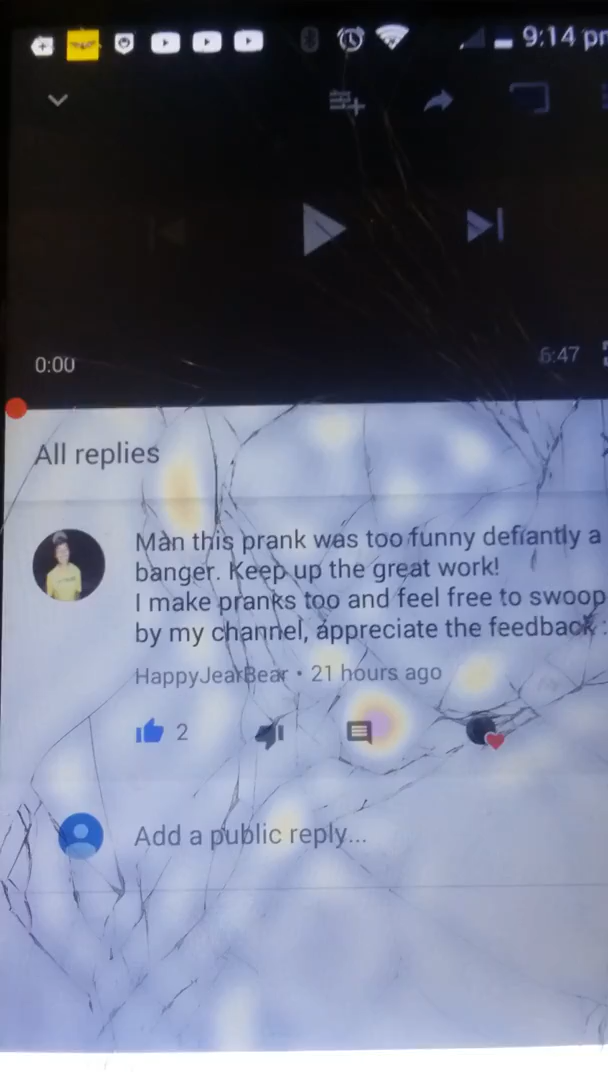 9:14 pm
0:00
6:47
All replies
Màn this prank was too funny defiantly a
banger. Keep up the great work!
I make pranks too and feel free to swoop
by my channel, appreciate the feedback :
HappyJearBear • 21 hours ago
2
Add a public reply...